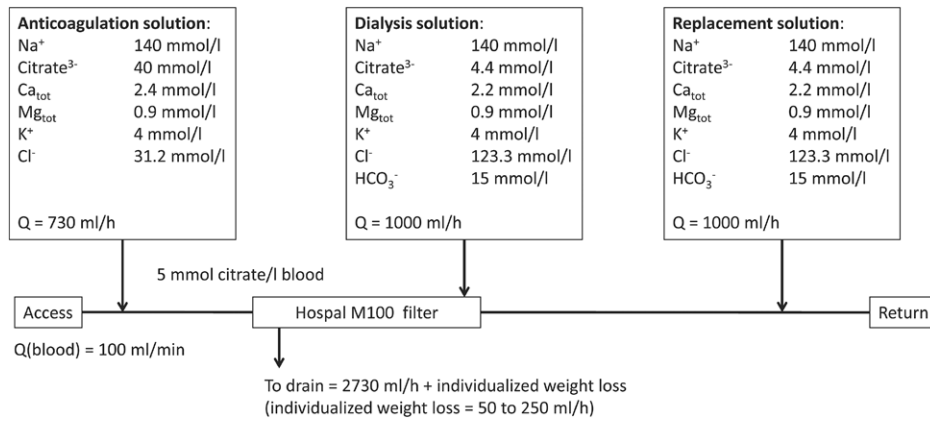 Anticoagulation solution:
Na⁺ 140 mmol/l
Citrate³⁻ 40 mmol/l
Ca_tot 2.4 mmol/l
Mg_tot 0.9 mmol/l
K⁺ 4 mmol/l
Cl⁻ 31.2 mmol/l
Q = 730 ml/h
Dialysis solution:
Na⁺ 140 mmol/l
Citrate³⁻ 4.4 mmol/l
Ca_tot 2.2 mmol/l
Mg_tot 0.9 mmol/l
K⁺ 4 mmol/l
Cl⁻ 123.3 mmol/l
HCO₃⁻ 15 mmol/l
Q = 1000 ml/h
Replacement solution:
Na⁺ 140 mmol/l
Citrate³⁻ 4.4 mmol/l
Ca_tot 2.2 mmol/l
Mg_tot 0.9 mmol/l
K⁺ 4 mmol/l
Cl⁻ 123.3 mmol/l
HCO₃⁻ 15 mmol/l
Q = 1000 ml/h
5 mmol citrate/l blood
Access
Hospal M100 filter
Return
Q(blood) = 100 ml/min
To drain = 2730 ml/h + individualized weight loss
(individualized weight loss = 50 to 250 ml/h)